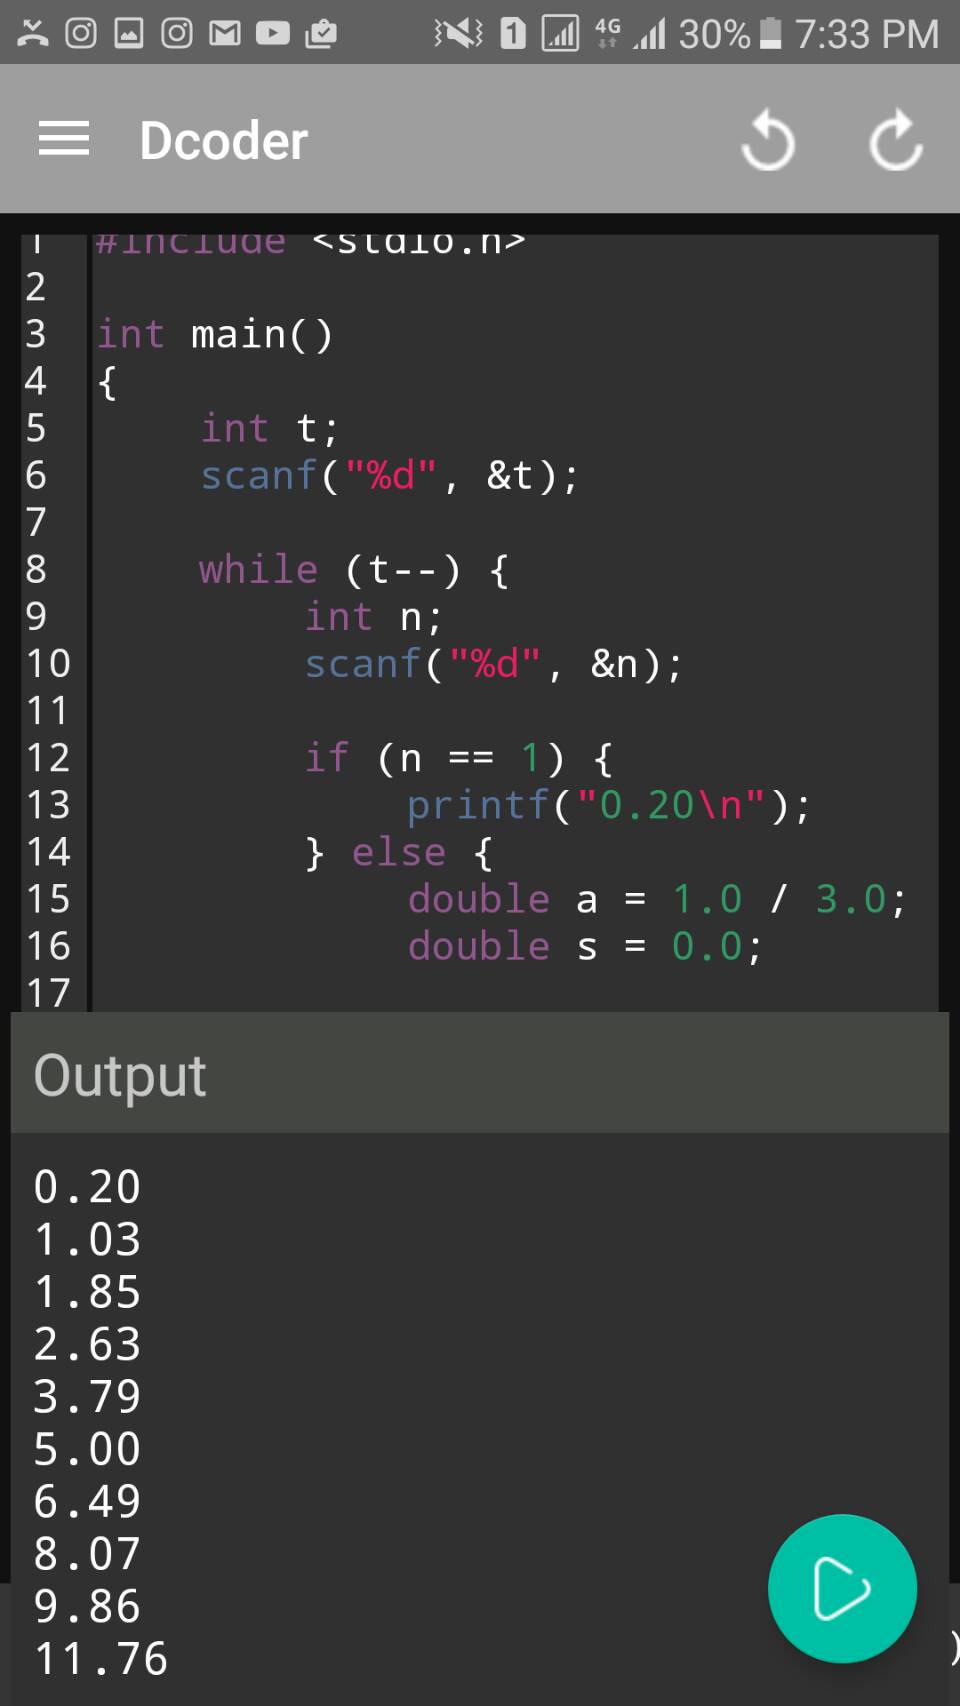 1 4G 30% 7:33 PM
Dcoder
1 #include <stdio.h>
2
3 int main()
4 {
5 int t;
6 scanf("%d", &t);
7
8 while (t--) {
9 int n;
10 scanf("%d", &n);
11
12 if (n == 1) {
13 printf("0.20\n");
14 } else {
15 double a = 1.0 / 3.0;
16 double s = 0.0;
17
Output
0.20
1.03
1.85
2.63
3.79
5.00
6.49
8.07
9.86
11.76
)